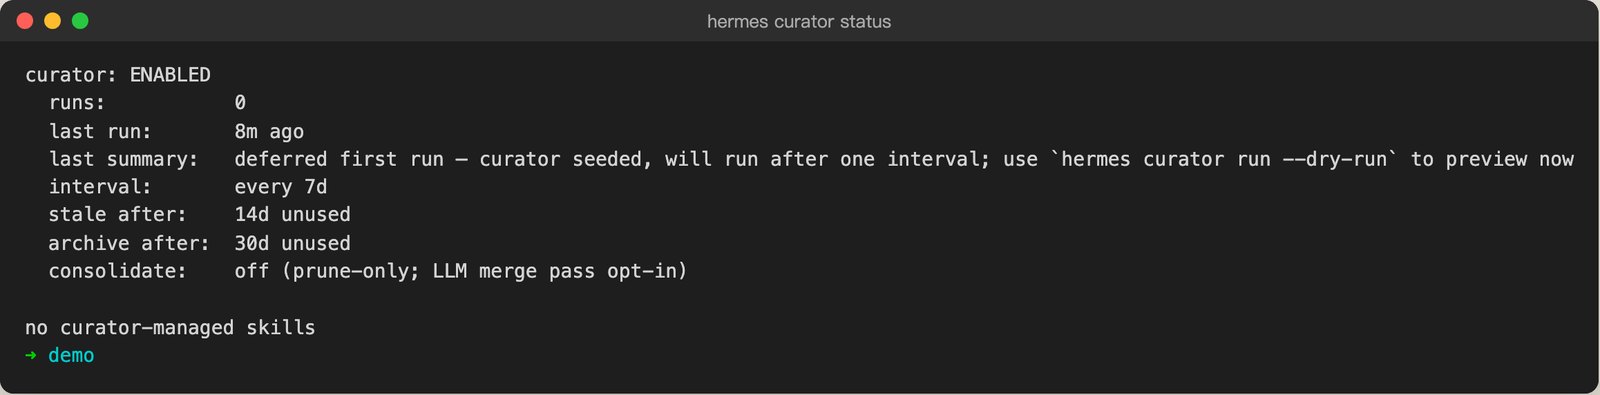 hermes curator status
curator: ENABLED
  runs:           0
  last run:       8m ago
  last summary:   deferred first run — curator seeded, will run after one interval; use `hermes curator run --dry-run` to preview now
  interval:       every 7d
  stale after:    14d unused
  archive after:  30d unused
  consolidate:    off (prune-only; LLM merge pass opt-in)
no curator-managed skills
➜ demo